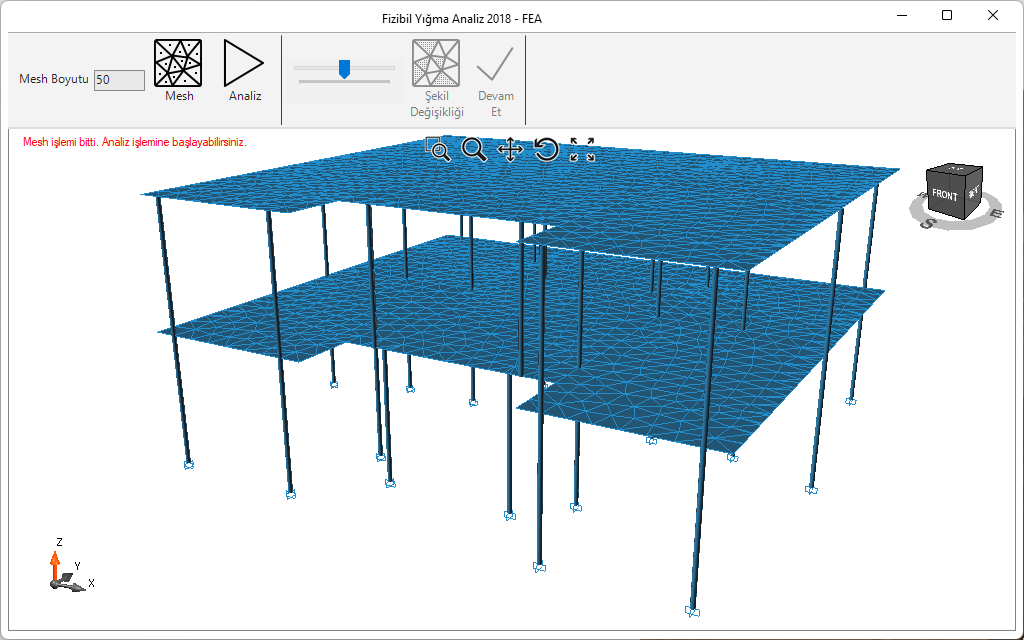 Fizibil Yığma Analiz 2018 - FEA
Mesh Boyutu 50
Mesh
Analiz
Şekil
Değişikliği
Devam
Et
Mesh işlemi bitti. Analiz işlemine başlayabilirsiniz.
FRONT
S
E
Z
Y
X